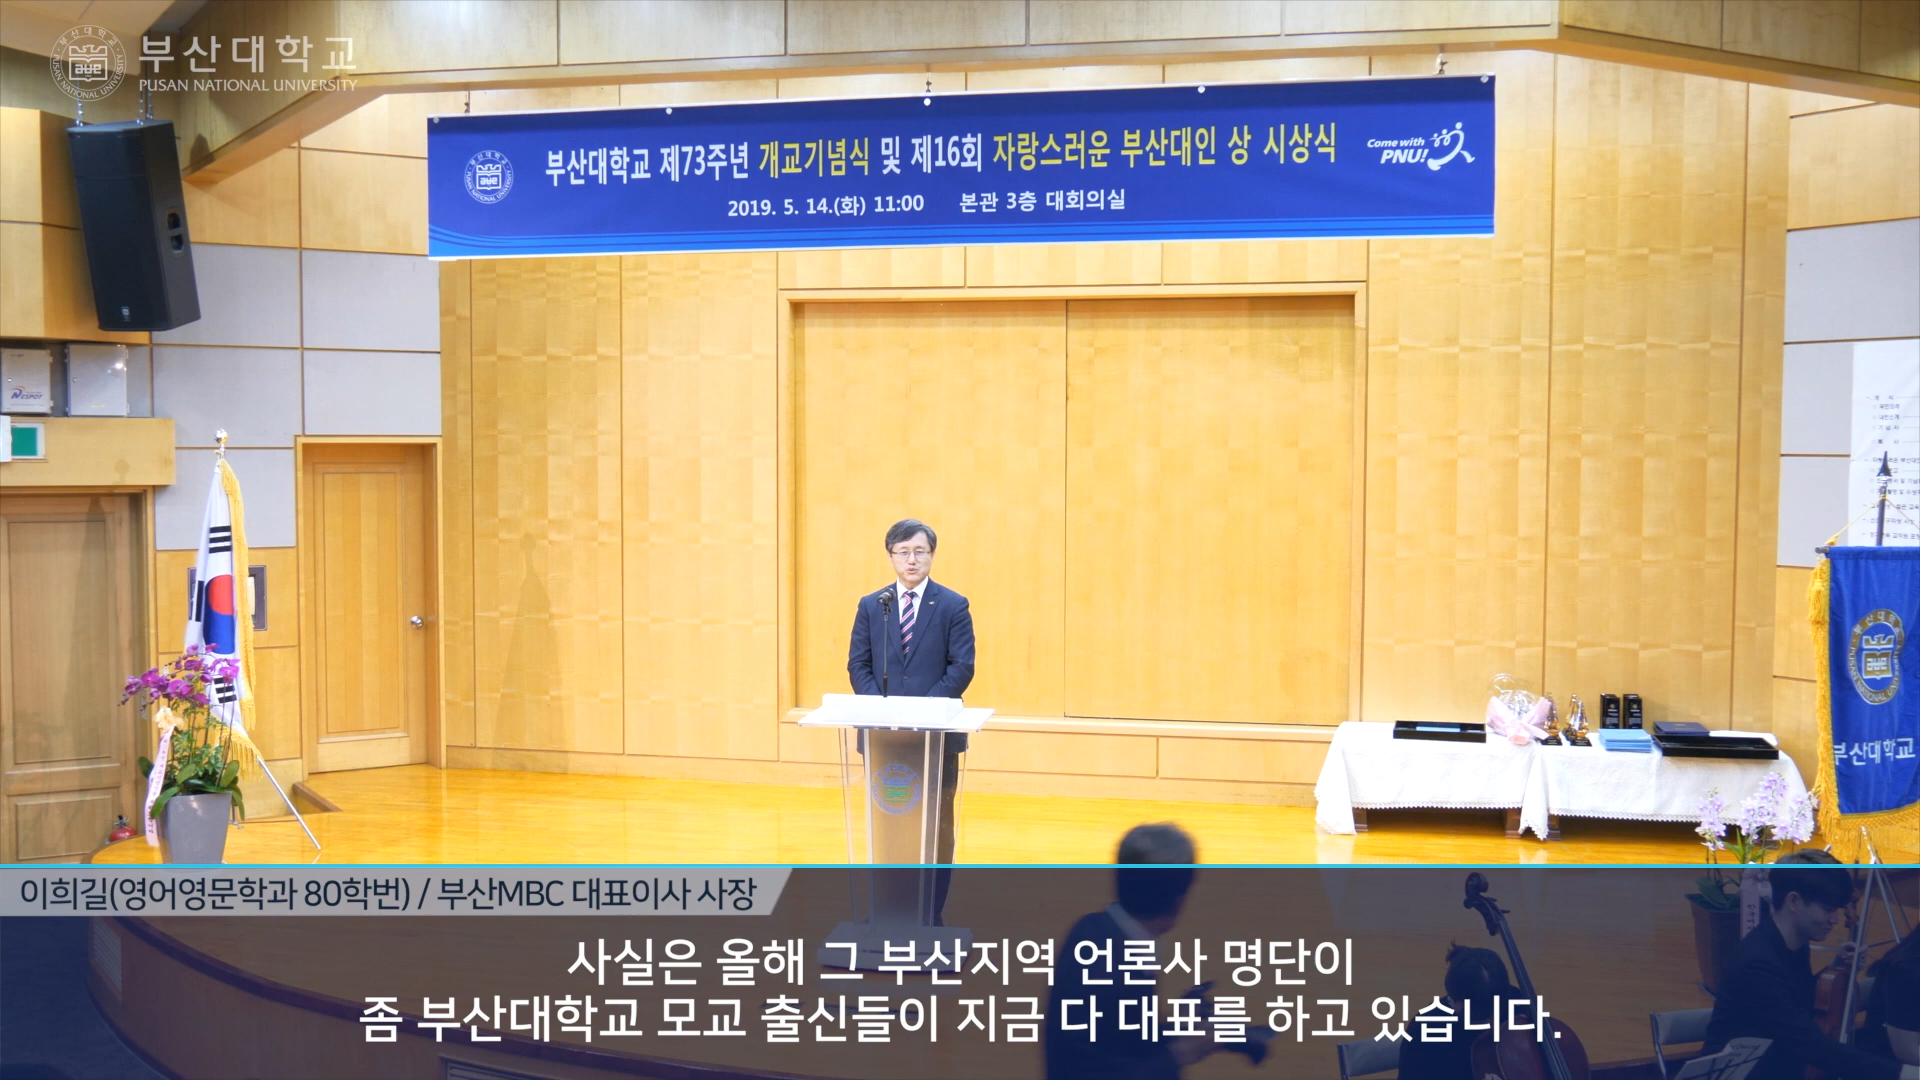 부산대학교
PUSAN NATIONAL UNIVERSITY
부산대학교 제73주년 개교기념식 및 제16회 자랑스러운 부산대인 상 시상식
2019. 5. 14.(화) 11:00 본관 3층 대회의실
Come with
PNU!
NESPOT
부산대학교
이희길(영어영문학과 80학번) / 부산MBC 대표이사 사장
사실은 올해 그 부산지역 언론사 명단이
좀 부산대학교 모교 출신들이 지금 다 대표를 하고 있습니다.